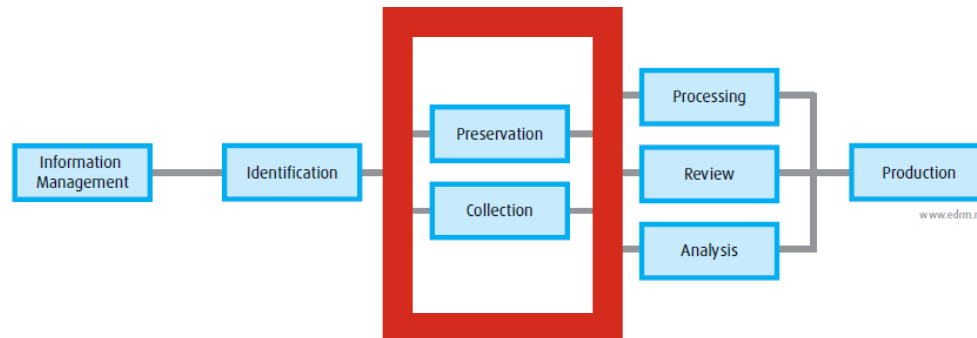 Information
Management
Identification
Preservation
Collection
Processing
Review
Analysis
Production